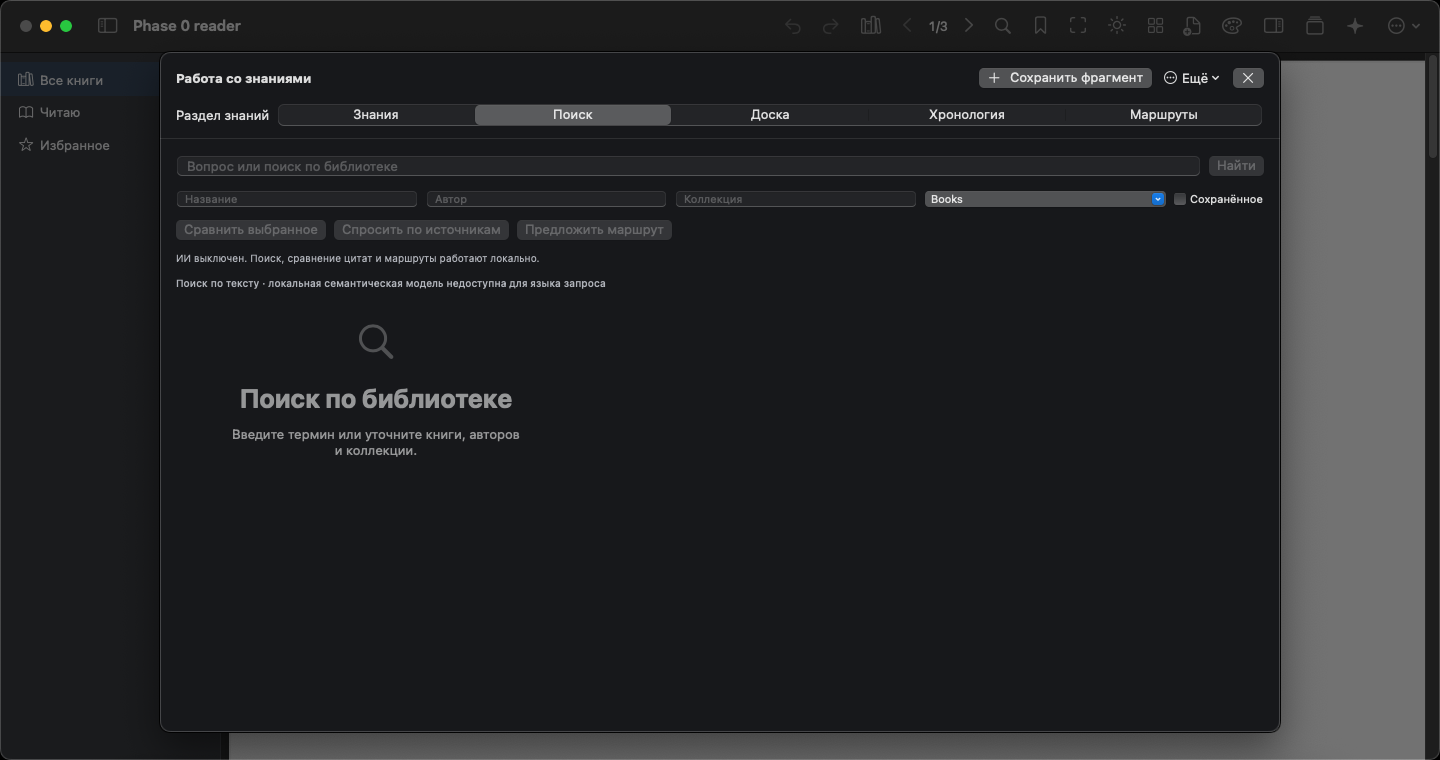 Phase 0 reader
1/3
Все книги
Читаю
Избранное
Работа со знаниями
Сохранить фрагмент
Ещё
Раздел знаний
Знания
Поиск
Доска
Хронология
Маршруты
Вопрос или поиск по библиотеке
Найти
Название
Автор
Коллекция
Books
Сохранённое
Сравнить выбранное
Спросить по источникам
Предложить маршрут
ИИ выключен. Поиск, сравнение цитат и маршруты работают локально.
Поиск по тексту · локальная семантическая модель недоступна для языка запроса
Поиск по библиотеке
Введите термин или уточните книги, авторов
и коллекции.